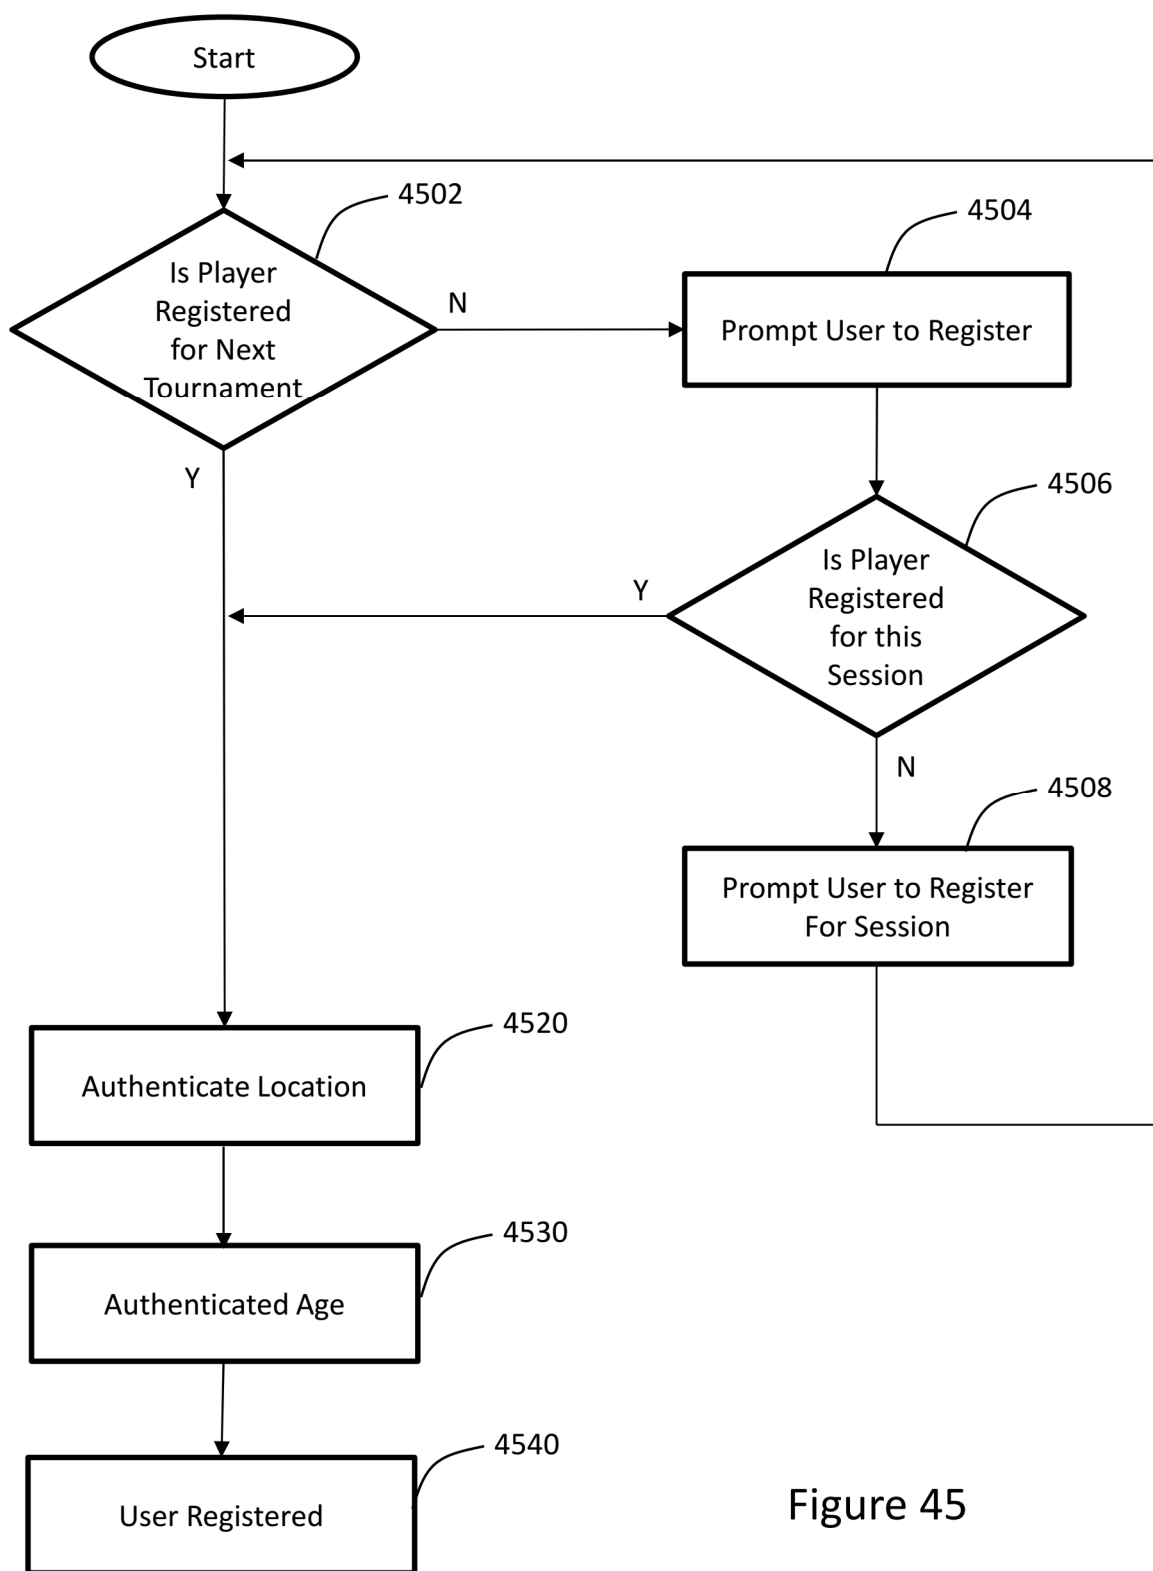 Start
4502
4504
Is Player
Registered
for Next
Tournament
N
Prompt User to Register
Y
4506
Is Player
Registered
for this
Session
Y
N
4508
Prompt User to Register
For Session
4520
Authenticate Location
4530
Authenticated Age
4540
User Registered
Figure 45